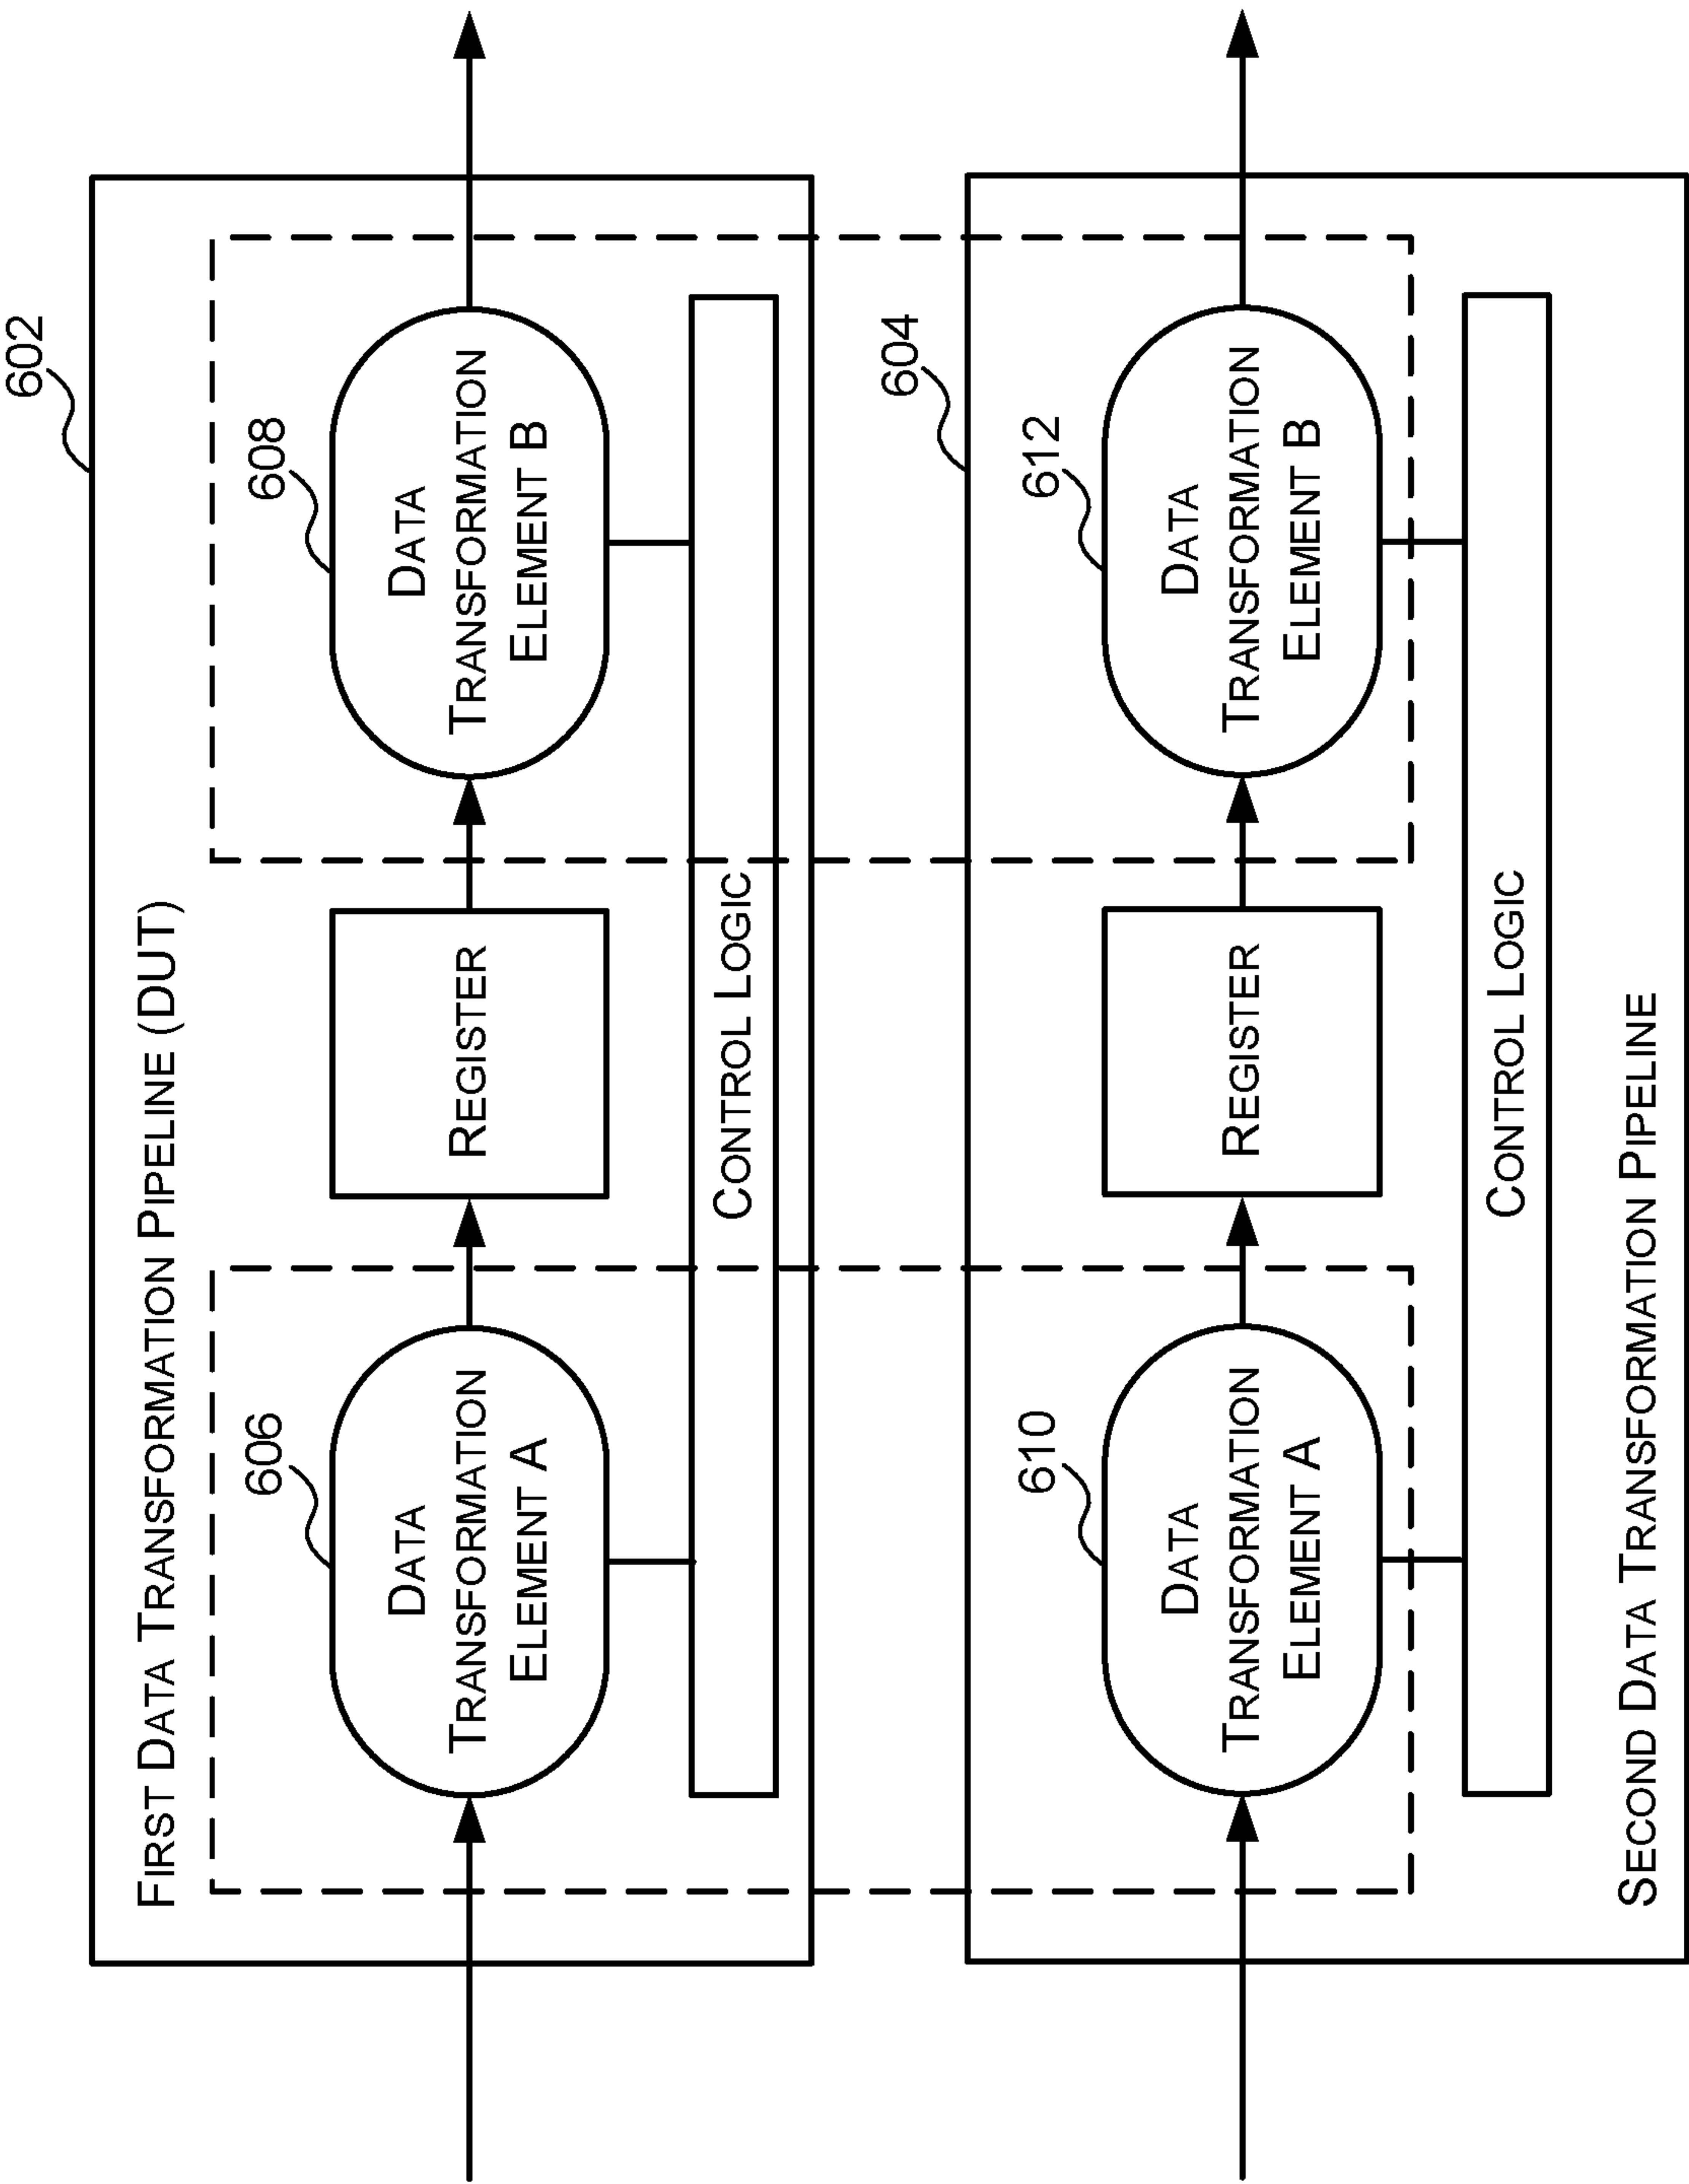 602
FIRST DATA TRANSFORMATION PIPELINE (DUT)
606
DATA
TRANSFORMATION
ELEMENT A
REGISTER
608
DATA
TRANSFORMATION
ELEMENT B
CONTROL LOGIC
604
610
DATA
TRANSFORMATION
ELEMENT A
REGISTER
612
DATA
TRANSFORMATION
ELEMENT B
CONTROL LOGIC
SECOND DATA TRANSFORMATION PIPELINE